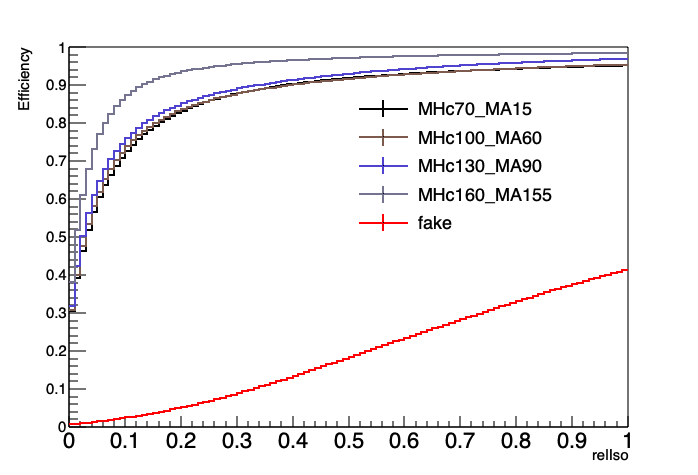 Efficiency
1
0.9
0.8
0.7
0.6
0.5
0.4
0.3
0.2
0.1
0
MHc70_MA15
MHc100_MA60
MHc130_MA90
MHc160_MA155
fake
0 0.1 0.2 0.3 0.4 0.5 0.6 0.7 0.8 0.9 1
relIso